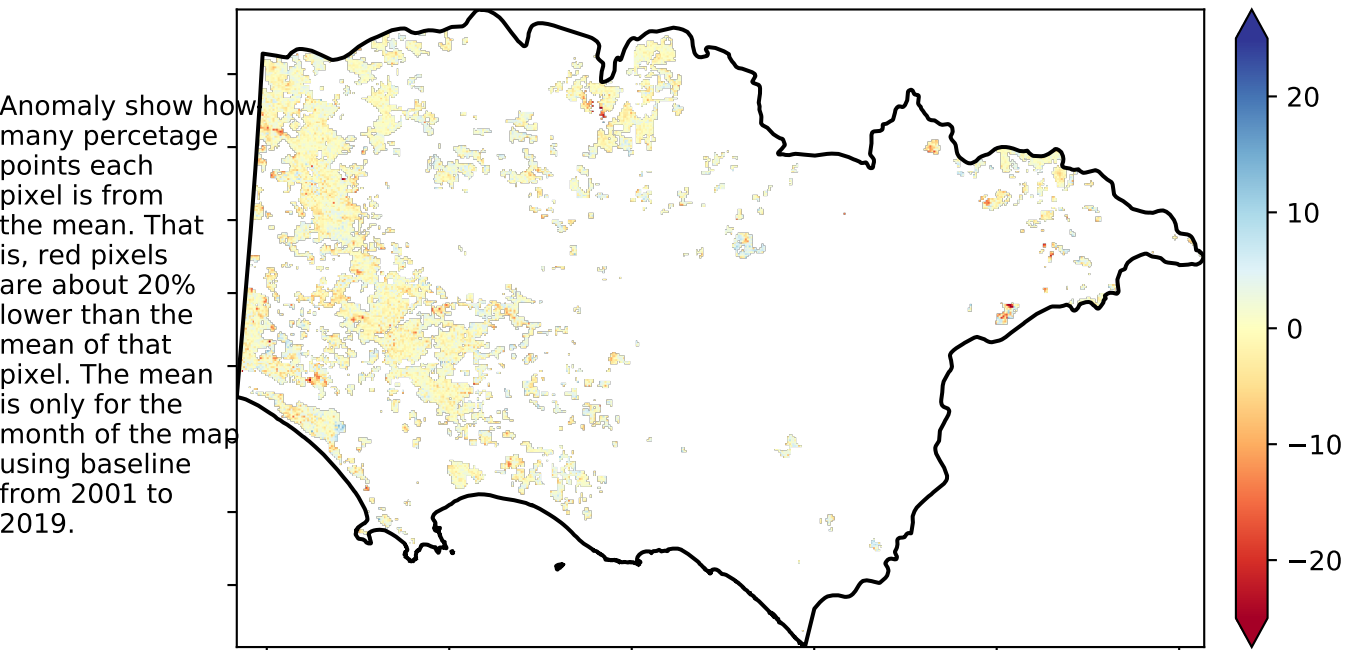 Anomaly show how
many percetage
points each
pixel is from
the mean. That
is, red pixels
are about 20%
lower than the
mean of that
pixel. The mean
is only for the
month of the map
using baseline
from 2001 to
2019.
20
10
0
−10
−20